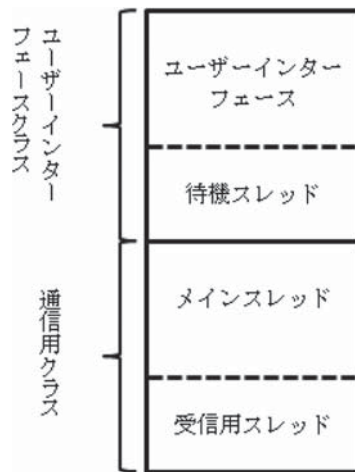 ユーザーインター
フェースクラス
ユーザーインター
フェース
待機スレッド
通信用クラス
メインスレッド
受信用スレッド